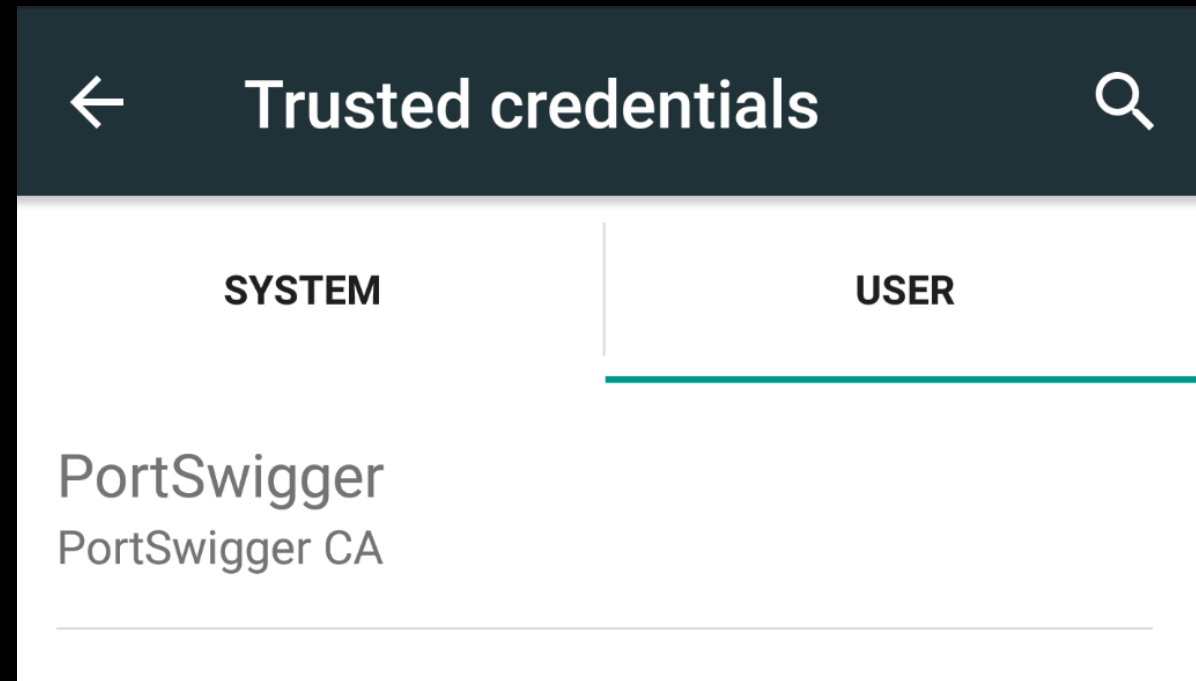 Trusted credentials
SYSTEM
USER
PortSwigger
PortSwigger CA